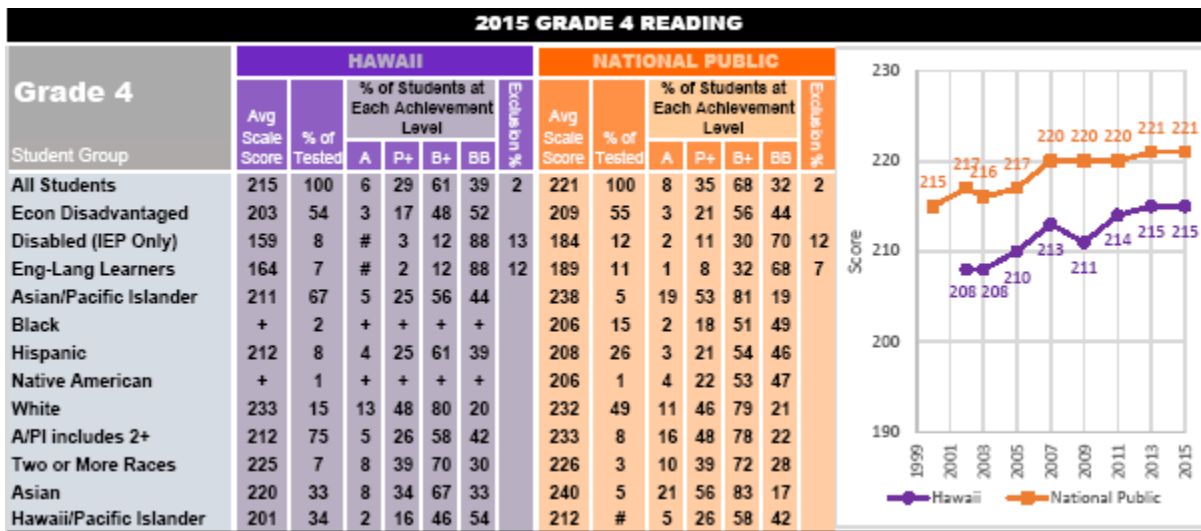 2015 GRADE 4 READING
HAWAII NATIONAL PUBLIC
Grade 4
Student Group
Avg Scale Score % of Tested % of Students at Each Achievement Level Exclusion % Avg Scale Score % of Tested % of Students at Each Achievement Level Exclusion %
A P+ B+ BB A P+ B+ BB
All Students 215 100 6 29 61 39 2 221 100 8 35 68 32 2
Econ Disadvantaged 203 54 3 17 48 52 209 55 3 21 56 44
Disabled (IEP Only) 159 8 # 3 12 88 13 184 12 2 11 30 70 12
Eng-Lang Learners 164 7 # 2 12 88 12 189 11 1 8 32 68 7
Asian/Pacific Islander 211 67 5 25 56 44 238 5 19 53 81 19
Black + 2 + + + + 206 15 2 18 51 49
Hispanic 212 8 4 25 61 39 208 26 3 21 54 46
Native American + 1 + + + + 206 1 4 22 53 47
White 233 15 13 48 80 20 232 49 11 46 79 21
A/PI includes 2+ 212 75 5 26 58 42 233 8 16 48 78 22
Two or More Races 225 7 8 39 70 30 226 3 10 39 72 28
Asian 220 33 8 34 67 33 240 5 21 56 83 17
Hawaii/Pacific Islander 201 34 2 16 46 54 212 # 5 26 58 42
230
220
210
200
190
Score
215 217 216 217 220 220 220 221 221
208 208 210 213 211 214 215 215
1999 2001 2003 2005 2007 2009 2011 2013 2015
Hawaii National Public